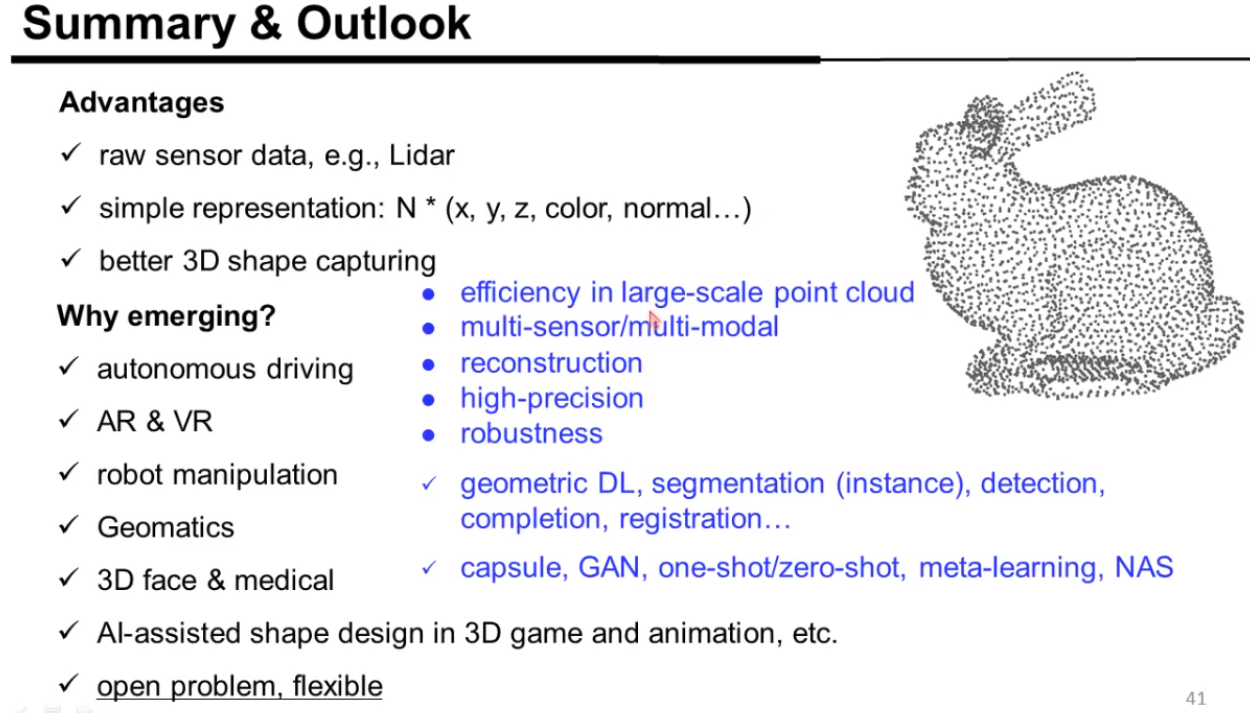 Summary & Outlook
Advantages
✓ raw sensor data, e.g., Lidar
✓ simple representation: N * (x, y, z, color, normal…)
✓ better 3D shape capturing
Why emerging?
✓ autonomous driving
✓ AR & VR
✓ robot manipulation
✓ Geomatics
✓ 3D face & medical
✓ AI-assisted shape design in 3D game and animation, etc.
✓ open problem, flexible
● efficiency in large-scale point cloud
● multi-sensor/multi-modal
● reconstruction
● high-precision
● robustness
✓ geometric DL, segmentation (instance), detection,
completion, registration…
✓ capsule, GAN, one-shot/zero-shot, meta-learning, NAS
41